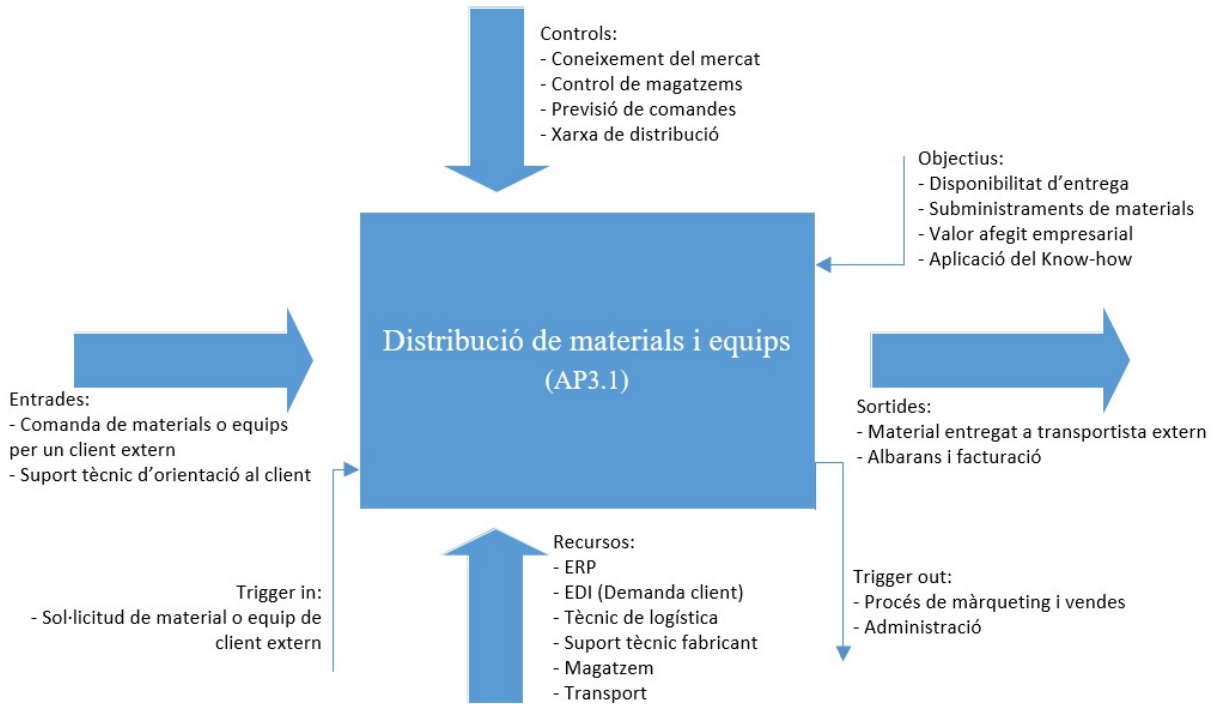 Controls:
- Coneixement del mercat
- Control de magatzems
- Previsió de comandes
- Xarxa de distribució
Objectius:
- Disponibilitat d’entrega
- Subministraments de materials
- Valor afegit empresarial
- Aplicació del Know-how
Distribució de materials i equips
(AP3.1)
Entrades:
- Comanda de materials o equips
per un client extern
- Suport tècnic d’orientació al client
Sortides:
- Material entregat a transportista extern
- Albarans i facturació
Trigger in:
- Sol·licitud de material o equip de
client extern
Recursos:
- ERP
- EDI (Demanda client)
- Tècnic de logística
- Suport tècnic fabricant
- Magatzem
- Transport
Trigger out:
- Procés de màrqueting i vendes
- Administració